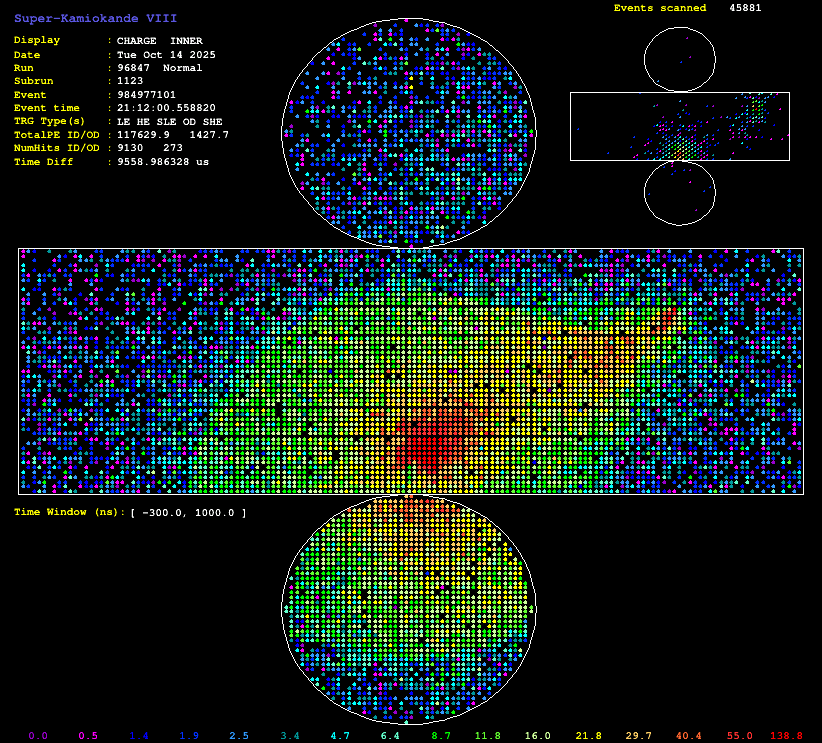 Super-Kamiokande VIII
Events scanned 45881
Display : CHARGE INNER
Date : Tue Oct 14 2025
Run : 96847 Normal
Subrun : 1123
Event : 984977101
Event time : 21:12:00.558820
TRG Type(s) : LE HE SLE OD SHE
TotalPE ID/OD : 117629.9 1427.7
NumHits ID/OD : 9130 273
Time Diff : 9558.986328 us
Time Window (ns): [ -300.0, 1000.0 ]
0.0 0.5 1.4 1.9 2.5 3.4 4.7 6.4 8.7 11.8 16.0 21.8 29.7 40.4 55.0 138.8